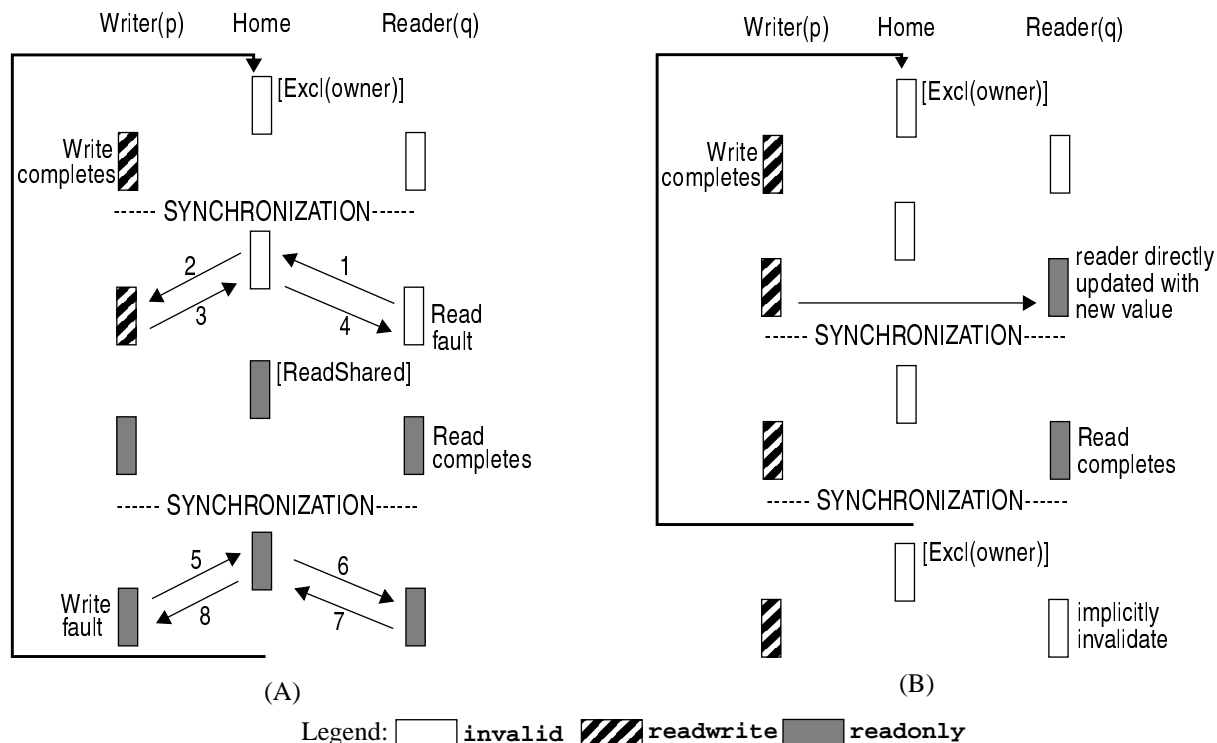 Writer(p) Home Reader(q)
[Excl(owner)]
Write
completes
------ SYNCHRONIZATION------
2
1
3
4
Read
fault
[ReadShared]
Read
completes
------ SYNCHRONIZATION------
5
6
Write
fault
8
7
(A)
Writer(p) Home Reader(q)
[Excl(owner)]
Write
completes
reader directly
updated with
new value
------ SYNCHRONIZATION------
Read
completes
------ SYNCHRONIZATION------
[Excl(owner)]
implicitly
invalidate
(B)
Legend: invalid readwrite readonly